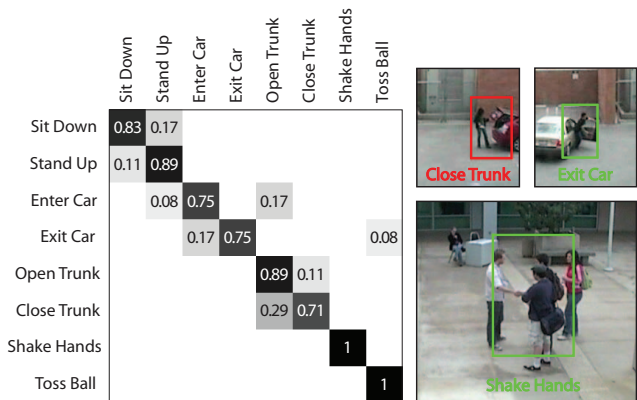 Sit Down Stand Up Enter Car Exit Car Open Trunk Close Trunk Shake Hands Toss Ball
Sit Down 0.83 0.17
Stand Up 0.11 0.89
Enter Car 0.08 0.75 0.17
Exit Car 0.17 0.75 0.08
Open Trunk 0.89 0.11
Close Trunk 0.29 0.71
Shake Hands 1
Toss Ball 1
Close Trunk
Exit Car
Shake Hands